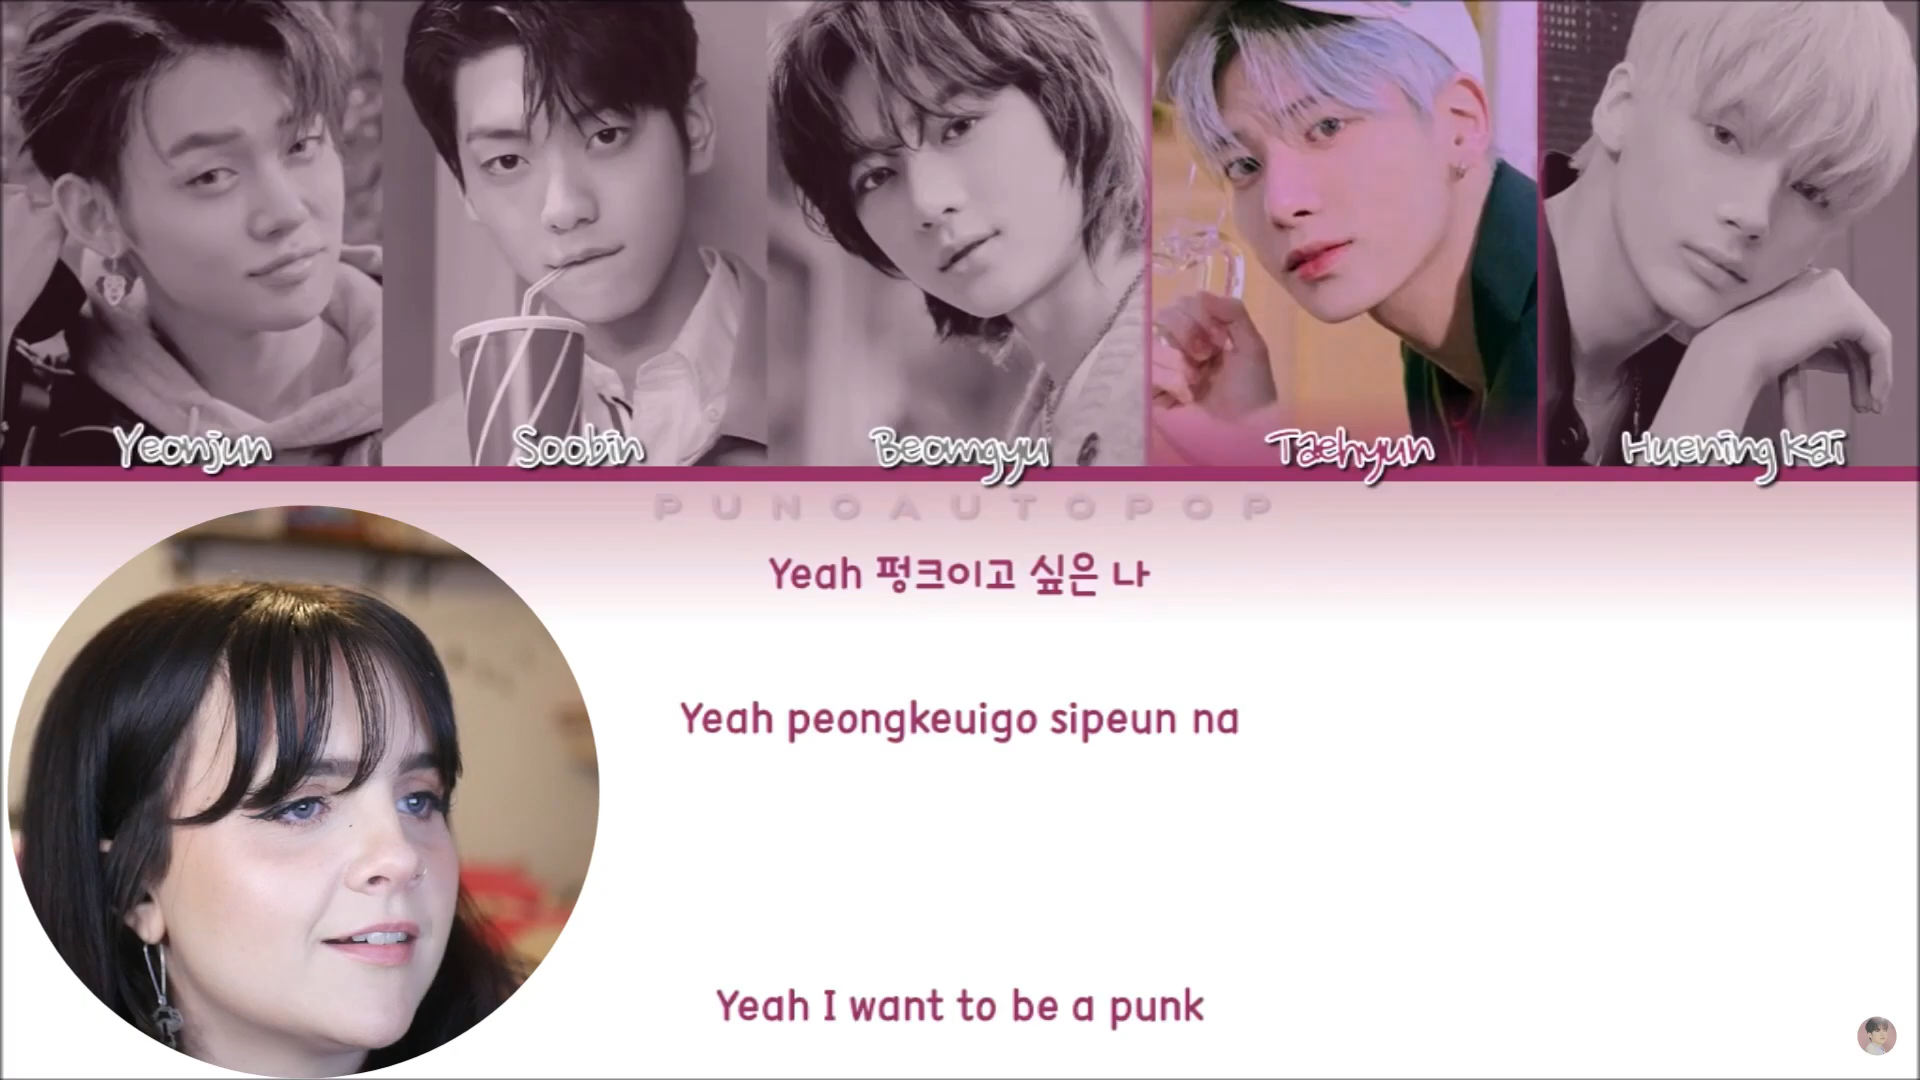 Yeonjun
Soobin
Beomgyu
Taehyun
Huening Kai
PUNOAUTOPOP
Yeah 펑크이고 싶은 나
Yeah peongkeuigo sipeun na
Yeah I want to be a punk